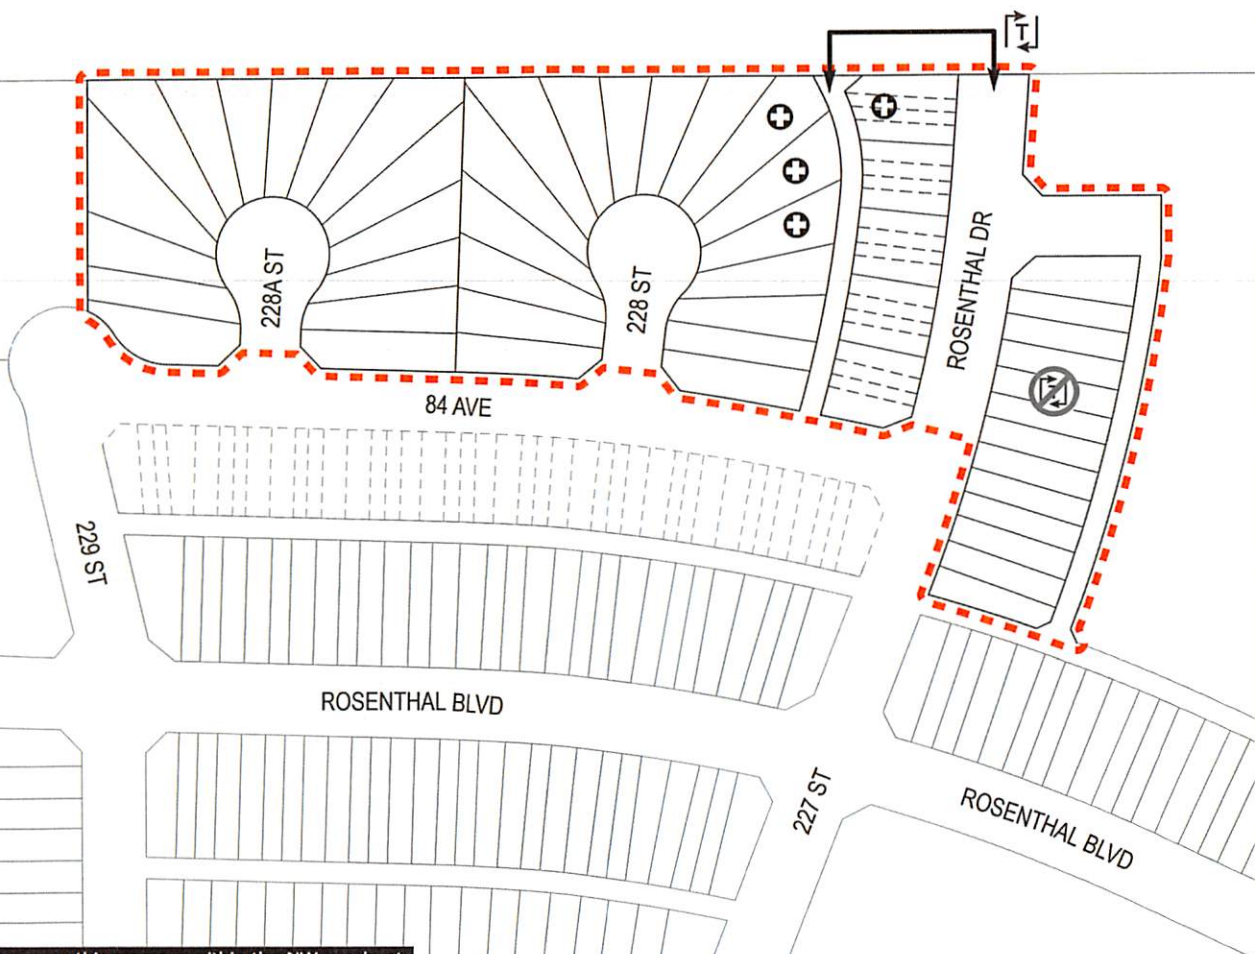 T
228A ST
228 ST
ROSENTHAL DR
84 AVE
229 ST
ROSENTHAL BLVD
227 ST
ROSENTHAL BLVD